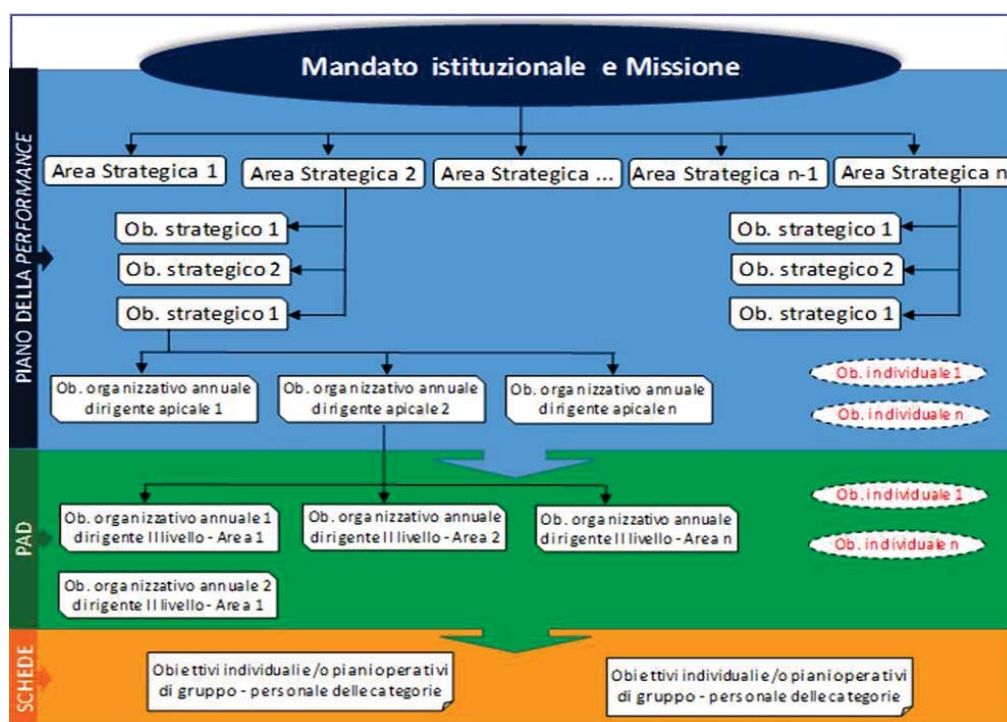 Mandato istituzionale e Missione
PIANO DELLA PERFORMANCE
Area Strategica 1
Area Strategica 2
Area Strategica ...
Area Strategica n-1
Area Strategica n
Ob. strategico 1
Ob. strategico 1
Ob. strategico 2
Ob. strategico 2
Ob. strategico 1
Ob. strategico 1
Ob. organizzativo annuale
dirigente apicale 1
Ob. organizzativo annuale
dirigente apicale 2
Ob. organizzativo annuale
dirigente apicale n
Ob. individuale 1
Ob. individuale n
PAD
Ob. organizzativo annuale 1
dirigente II livello - Area 1
Ob. organizzativo annuale
dirigente II livello - Area 2
Ob. organizzativo annuale
dirigente II livello - Area n
Ob. individuale 1
Ob. individuale n
Ob. organizzativo annuale 2
dirigente II livello - Area 1
SCHEDE
Obiettivi individuali e/o piani operativi
di gruppo - personale delle categorie
Obiettivi individuali e/o piani operativi
di gruppo - personale delle categorie